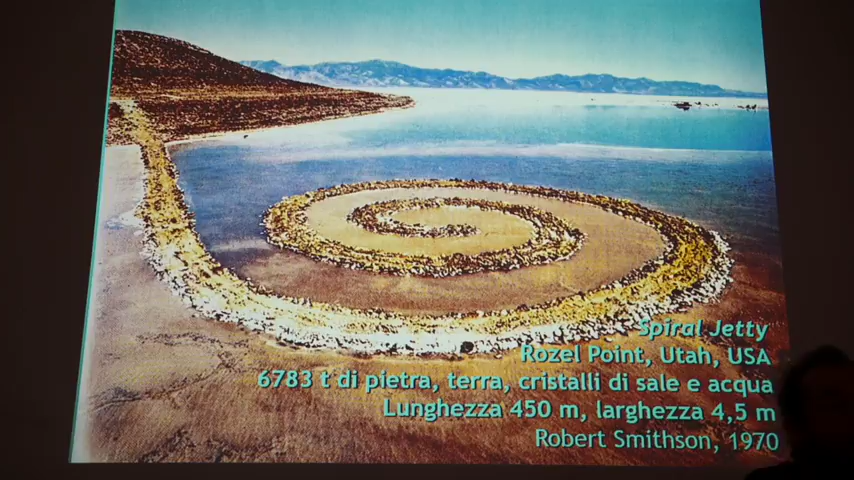 Spiral Jetty
Rozel Point, Utah, USA
6783 t di pietra, terra, cristalli di sale e acqua
Lunghezza 450 m, larghezza 4,5 m
Robert Smithson, 1970